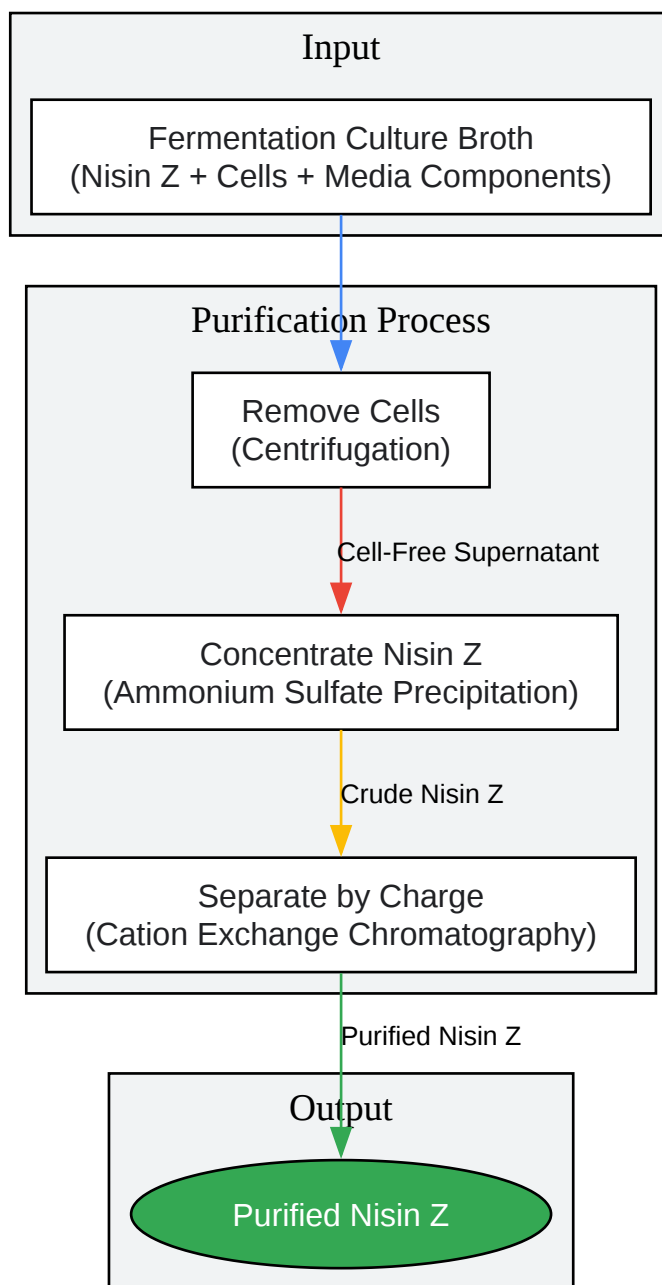 Input
Fermentation Culture Broth
(Nisin Z + Cells + Media Components)
Purification Process
Remove Cells
(Centrifugation)
Cell-Free Supernatant
Concentrate Nisin Z
(Ammonium Sulfate Precipitation)
Crude Nisin Z
Separate by Charge
(Cation Exchange Chromatography)
Purified Nisin Z
Output
Purified Nisin Z